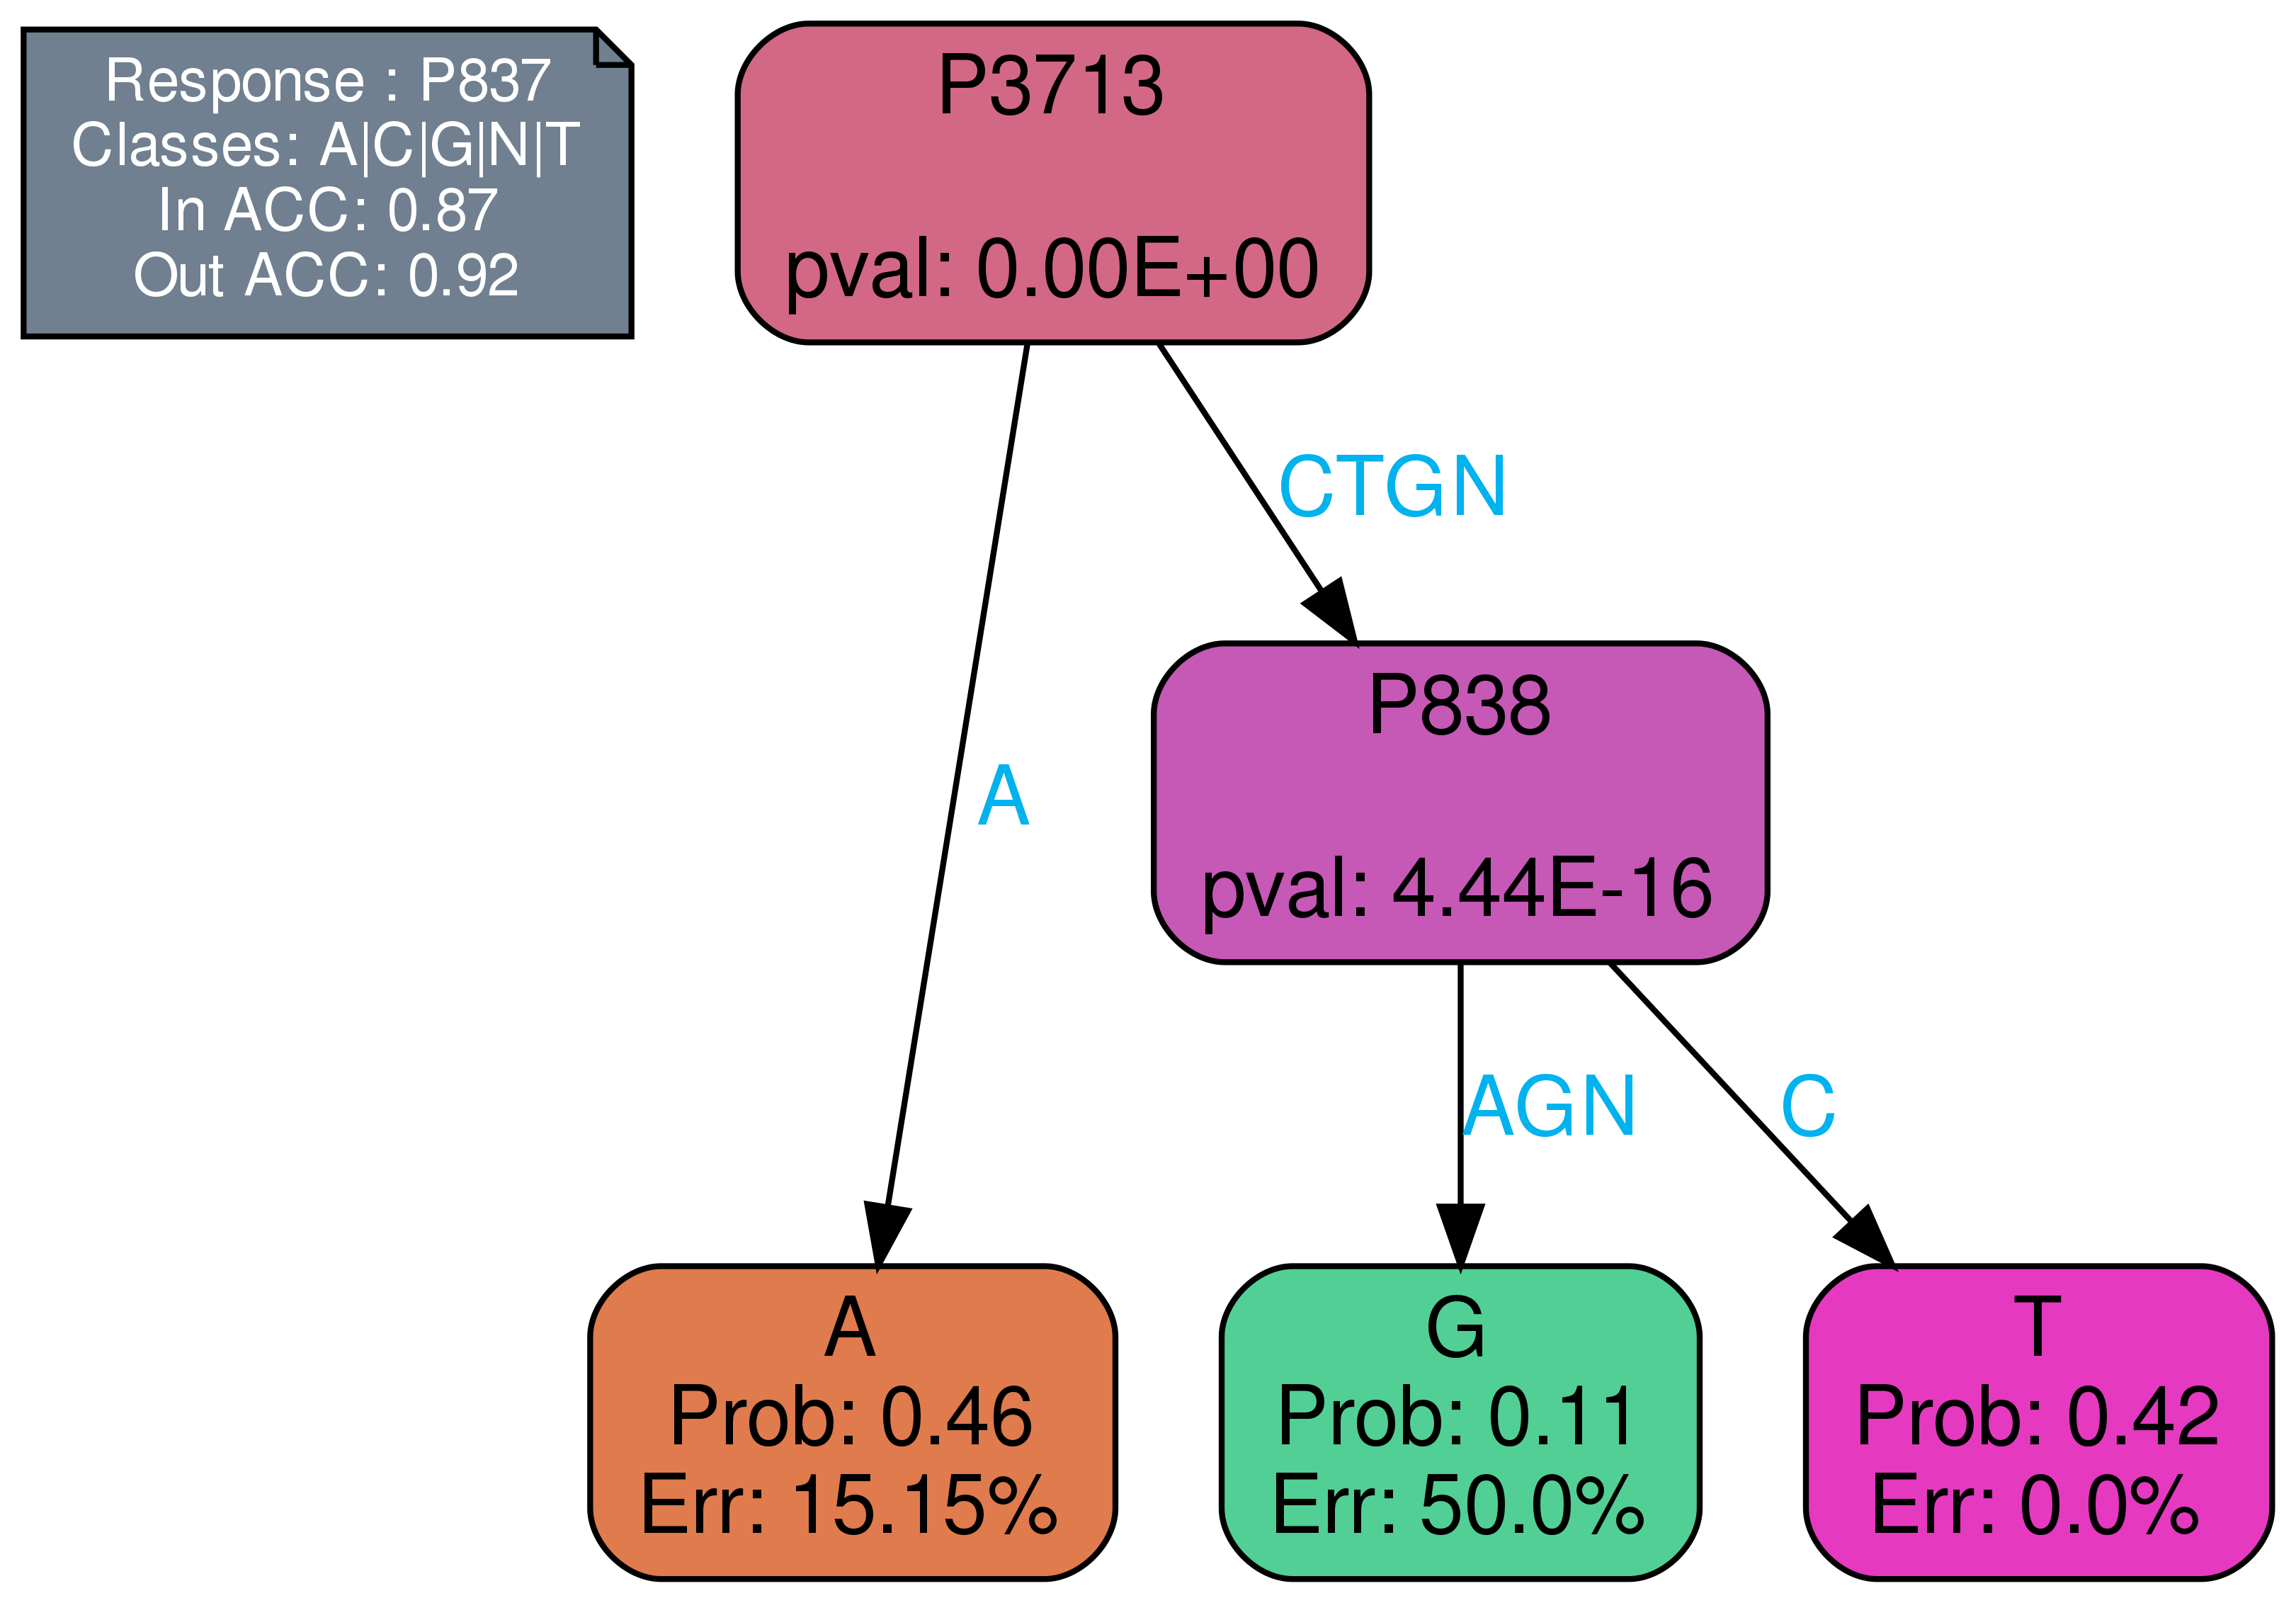 Response : P837
Classes: A|C|G|N|T
In ACC: 0.87
Out ACC: 0.92
P3713
pval: 0.00E+00
CTGN
P838
pval: 4.44E-16
A
AGN
C
A
Prob: 0.46
Err: 15.15%
G
Prob: 0.11
Err: 50.0%
T
Prob: 0.42
Err: 0.0%